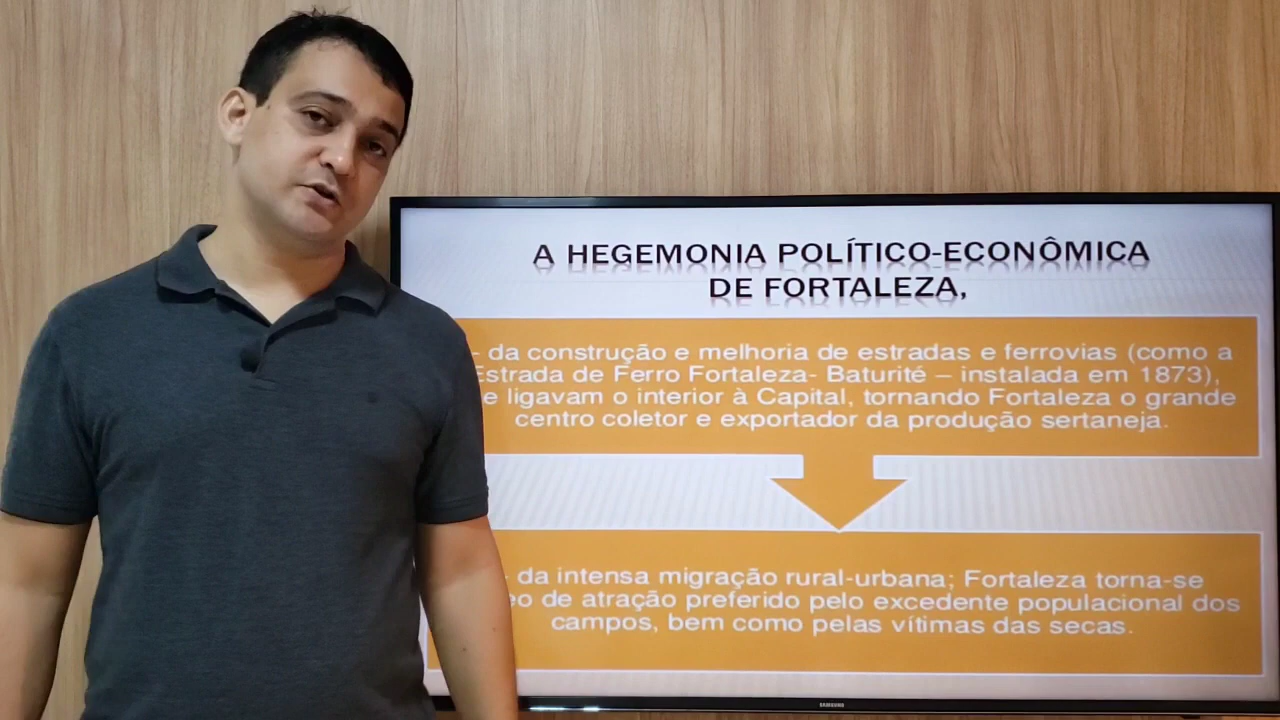 A HEGEMONIA POLÍTICO-ECONÔMICA
DE FORTALEZA,
- da construção e melhoria de estradas e ferrovias (como a
Estrada de Ferro Fortaleza- Baturité – instalada em 1873),
e ligavam o interior à Capital, tornando Fortaleza o grande
centro coletor e exportador da produção sertaneja.
- da intensa migração rural-urbana; Fortaleza torna-se
de atração preferido pelo excedente populacional dos
campos, bem como pelas vítimas das secas.
SAMSUNG